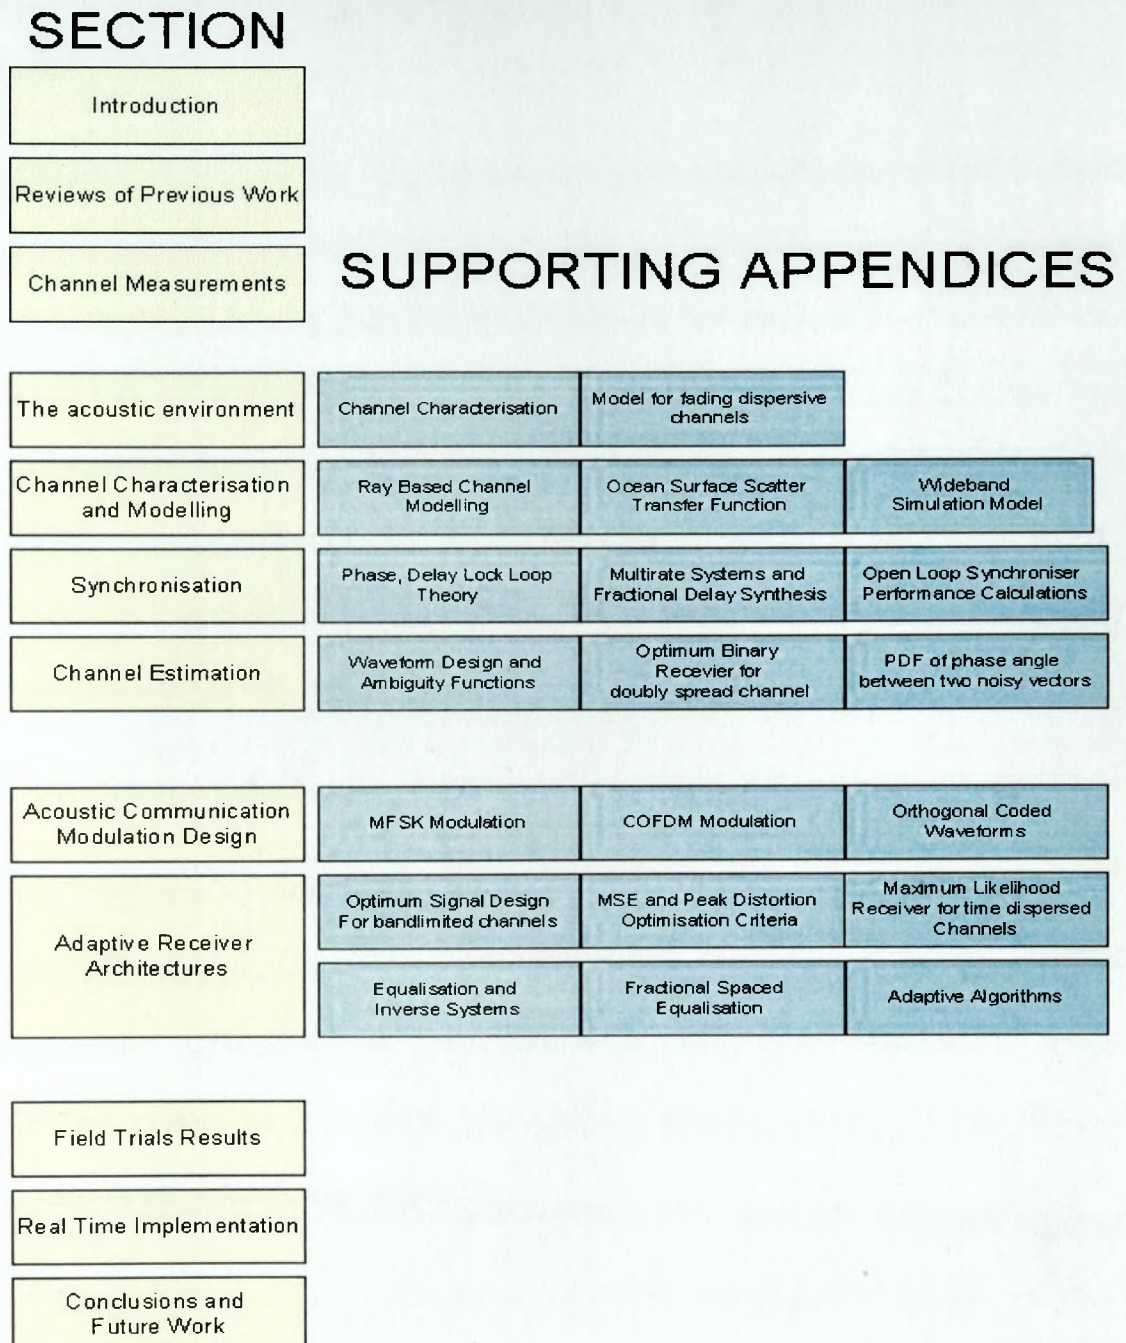 SECTION
Introduction
Reviews of Previous Work
Channel Measurements
SUPPORTING APPENDICES
The acoustic environment
Channel Characterisation
Model for fading dispersive
channels
Channel Characterisation
and Modelling
Ray Based Channel
Modelling
Ocean Surface Scatter
Transfer Function
Wideband
Simulation Model
Synchronisation
Phase, Delay Lock Loop
Theory
Multirate Systems and
Fractional Delay Synthesis
Open Loop Synchroniser
Performance Calculations
Channel Estimation
Waveform Design and
Ambiguity Functions
Optimum Binary
Recevier for
doubly spread channel
PDF of phase angle
between two noisy vectors
Acoustic Communication
Modulation Design
MFSK Modulation
COFDM Modulation
Orthogonal Coded
Waveforms
Adaptive Receiver
Architectures
Optimum Signal Design
For bandlimited channels
MSE and Peak Distortion
Optimisation Criteria
Maximum Likelihood
Receiver for time dispersed
Channels
Equalisation and
Inverse Systems
Fractional Spaced
Equalisation
Adaptive Algorithms
Field Trials Results
Real Time Implementation
Conclusions and
Future Work